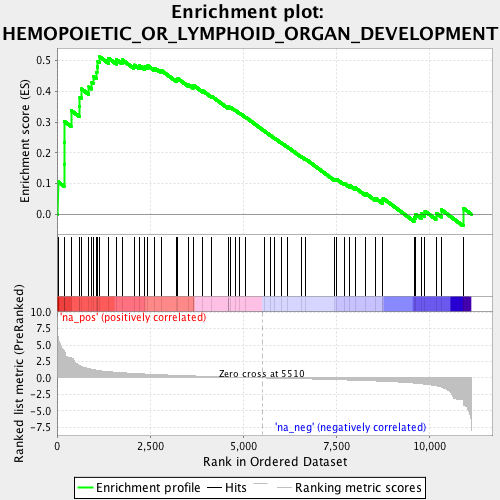 Enrichment plot:
HEMOPOIETIC_OR_LYMPHOID_ORGAN_DEVELOPMENT
Enrichment score (ES)
0.5
0.4
0.3
0.2
0.1
0.0
Ranked list metric (PreRanked)
10.0
7.5
5.0
2.5
0.0
-2.5
-5.0
-7.5
'na_pos' (positively correlated)
Zero cross at 5510
'na_neg' (negatively correlated)
0
2,500
5,000
7,500
10,000
Rank in Ordered Dataset
Enrichment profile
Hits
Ranking metric scores